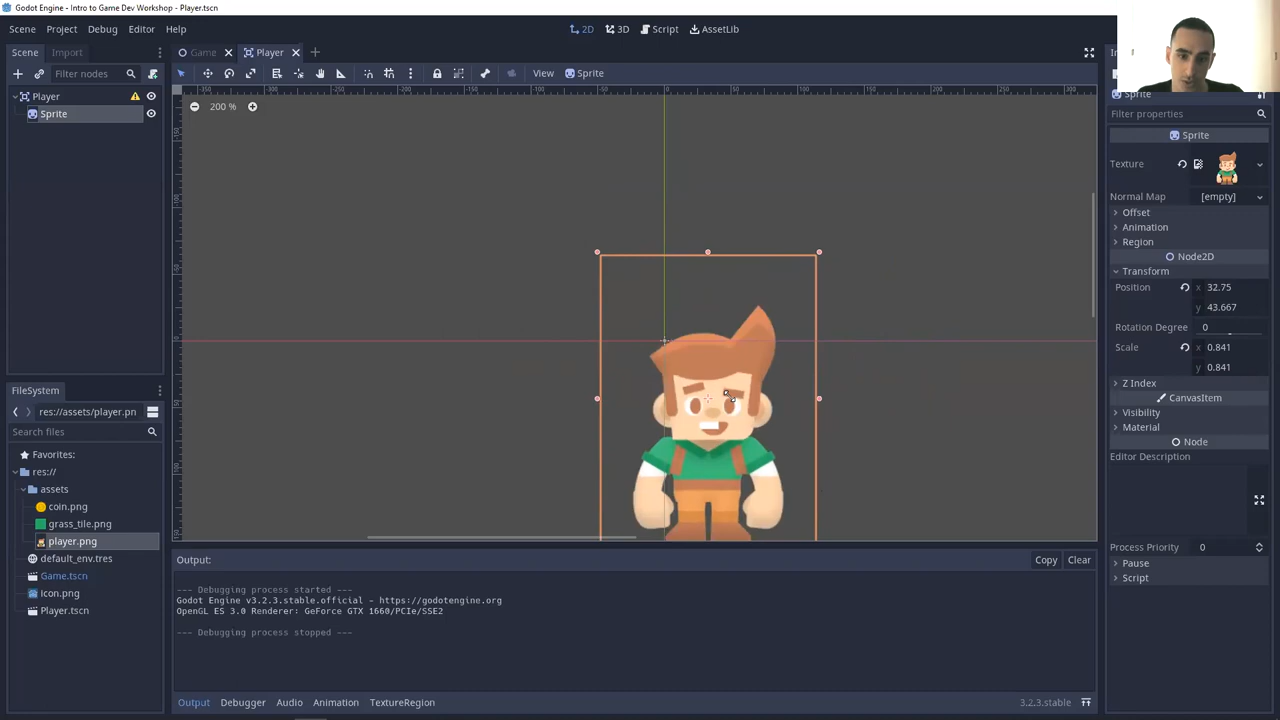 Godot Engine - Intro to Game Dev Workshop - Player.tscn
Scene Project Debug Editor Help
2D 3D Script AssetLib
Scene Import
Game Player
Filter nodes
View Sprite
Player
Sprite
200 %
FileSystem
res://assets/player.pn
Search files
Favorites:
res://
assets
coin.png
grass_tile.png
player.png
default_env.tres
Game.tscn
icon.png
Player.tscn
Output:
Copy Clear
--- Debugging process started ---
Godot Engine v3.2.3.stable.official - https://godotengine.org
OpenGL ES 3.0 Renderer: GeForce GTX 1660/PCIe/SSE2
--- Debugging process stopped ---
Output Debugger Audio Animation TextureRegion
3.2.3.stable
Sprite
Filter properties
Sprite
Texture
Normal Map [empty]
Offset
Animation
Region
Node2D
Transform
Position x 32.75
y 43.667
Rotation Degree 0
Scale x 0.841
y 0.841
Z Index
CanvasItem
Visibility
Material
Node
Editor Description
Process Priority 0
Pause
Script